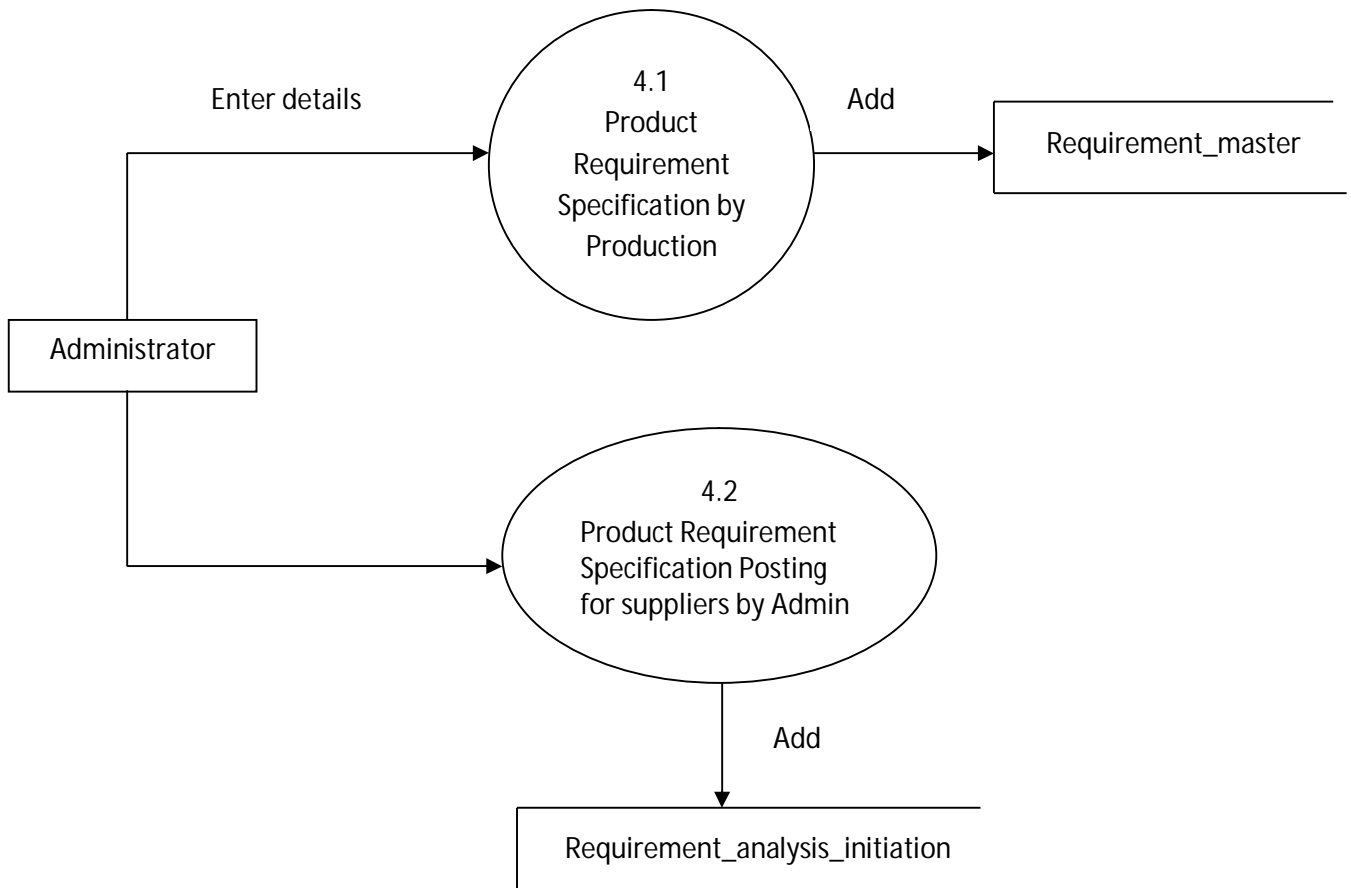 Enter details
4.1
Product
Requirement
Specification by
Production
Add
Requirement_master
Administrator
4.2
Product Requirement
Specification Posting
for suppliers by Admin
Add
Requirement_analysis_initiation